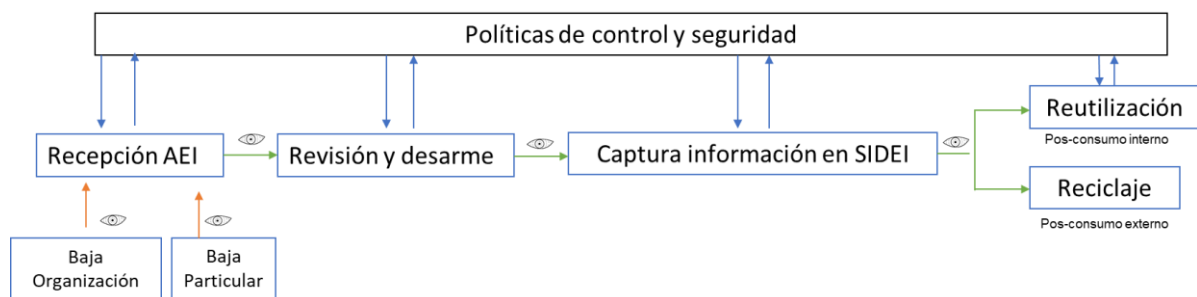 Políticas de control y seguridad
Recepción AEI
Revisión y desarme
Captura información en SIDEI
Reutilización
Pos-consumo interno
Reciclaje
Pos-consumo externo
Baja
Organización
Baja
Particular